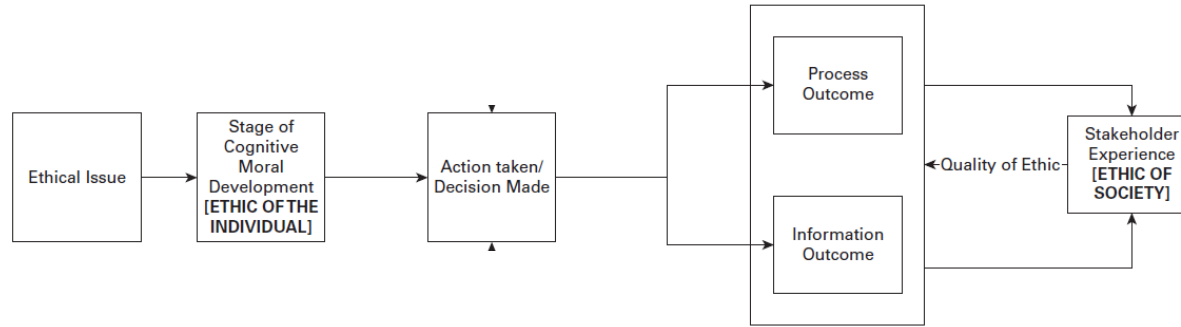 Ethical Issue
Stage of
Cognitive
Moral
Development
[ETHIC OF THE
INDIVIDUAL]
Action taken/
Decision Made
Process
Outcome
Information
Outcome
Quality of Ethic
Stakeholder
Experience
[ETHIC OF
SOCIETY]